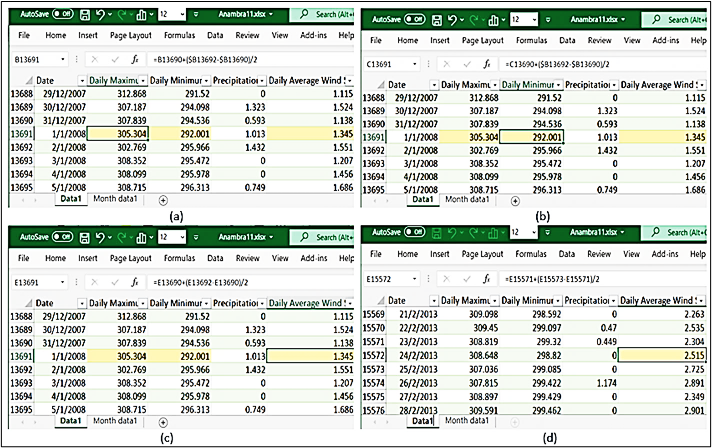 AutoSave Off 12 Anambra11.xlsx Search (Alt+
File Home Insert Page Layout Formulas Data Review View Add-ins Help
B13691 fx =B13690+($B13692-$B13690)/2
Date Daily Maximu Daily Minimur Precipitation Daily Average Wind S
13688 29/12/2007 312.868 291.52 0 1.115
13689 30/12/2007 307.187 294.098 1.323 1.524
13690 31/12/2007 307.839 294.536 0.593 1.138
13691 1/1/2008 305.304 292.001 1.013 1.345
13692 2/1/2008 302.769 295.966 1.432 1.551
13693 3/1/2008 308.352 295.472 0 1.207
13694 4/1/2008 308.099 295.978 0 1.456
13695 5/1/2008 308.715 296.313 0.749 1.686
Data1 Month data1
(a)
AutoSave Off 12 Anambra11.xlsx Search (Alt+
File Home Insert Page Layout Formulas Data Review View Add-ins Help
C13691 fx =C13690+($B13692-$B13690)/2
Date Daily Maximu Daily Minimur Precipitation Daily Average Wind S
13688 29/12/2007 312.868 291.52 0 1.115
13689 30/12/2007 307.187 294.098 1.323 1.524
13690 31/12/2007 307.839 294.536 0.593 1.138
13691 1/1/2008 305.304 292.001 1.013 1.345
13692 2/1/2008 302.769 295.966 1.432 1.551
13693 3/1/2008 308.352 295.472 0 1.207
13694 4/1/2008 308.099 295.978 0 1.456
13695 5/1/2008 308.715 296.313 0.749 1.686
Data1 Month data1
(b)
AutoSave Off 12 Anambra11.xlsx Search (Alt+
File Home Insert Page Layout Formulas Data Review View Add-ins Help
E13691 fx =E13690+(E13692-E13690)/2
Date Daily Maximu Daily Minimur Precipitation Daily Average Wind S
13688 29/12/2007 312.868 291.52 0 1.115
13689 30/12/2007 307.187 294.098 1.323 1.524
13690 31/12/2007 307.839 294.536 0.593 1.138
13691 1/1/2008 305.304 292.001 1.013 1.345
13692 2/1/2008 302.769 295.966 1.432 1.551
13693 3/1/2008 308.352 295.472 0 1.207
13694 4/1/2008 308.099 295.978 0 1.456
13695 5/1/2008 308.715 296.313 0.749 1.686
Data1 Month data1
(c)
AutoSave Off 12 Anambra11.xlsx Search (Alt+
File Home Insert Page Layout Formulas Data Review View Add-ins Help
E15572 fx =E15571+(E15573-E15571)/2
Date Daily Maximu Daily Minimur Precipitation Daily Average Wind S
15569 21/2/2013 309.098 298.592 0 2.263
15570 22/2/2013 309.45 299.097 0.47 2.535
15571 23/2/2013 308.819 299.32 0.449 2.304
15572 24/2/2013 308.648 298.82 0 2.515
15573 25/2/2013 307.036 299.085 0 2.725
15574 26/2/2013 307.815 299.422 1.174 2.891
15575 27/2/2013 308.897 299.429 0 2.349
15576 28/2/2013 309.591 299.462 0 2.901
Data1 Month data1
(d)